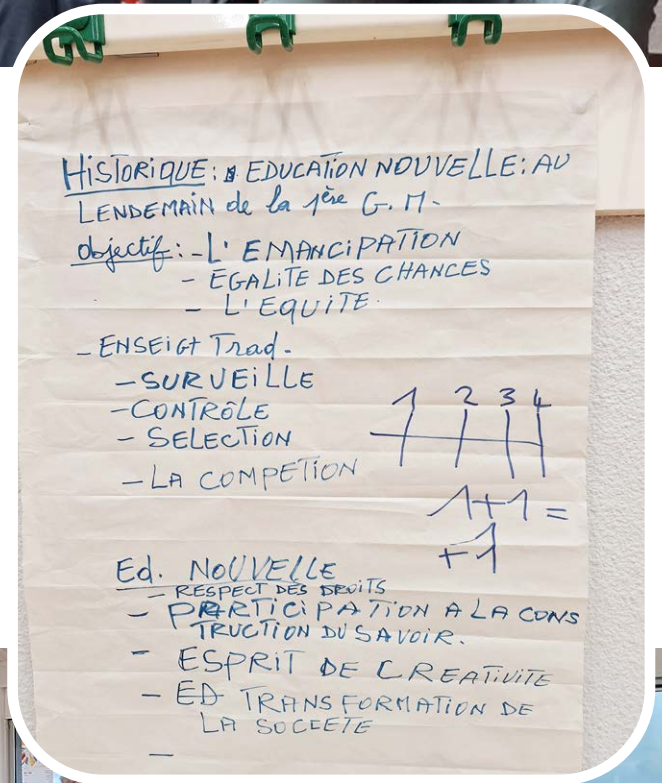 HISTORIQUE: EDUCATION NOUVELLE: AU
LENDEMAIN de la 1ère G. M.
objectif: - L'EMANCIPATION
- EGALITE DES CHANCES
- L'EQUITE.
- ENSEIGt Trad.
- SURVEILLE
- CONTRÔLE
- SELECTION
- LA COMPETION
1 2 3 4
1+1 =
+1
Ed. NOUVELLE
- RESPECT DES DROITS
- PARTICIPATION A LA CONS
TRUCTION DU SAVOIR.
- ESPRIT DE CREATIVITE
- ED TRANSFORMATION DE
LA SOCIETE
-